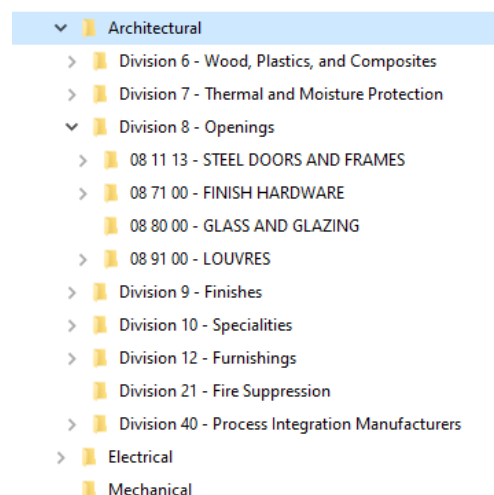 Architectural
Division 6 - Wood, Plastics, and Composites
Division 7 - Thermal and Moisture Protection
Division 8 - Openings
08 11 13 - STEEL DOORS AND FRAMES
08 71 00 - FINISH HARDWARE
08 80 00 - GLASS AND GLAZING
08 91 00 - LOUVRES
Division 9 - Finishes
Division 10 - Specialities
Division 12 - Furnishings
Division 21 - Fire Suppression
Division 40 - Process Integration Manufacturers
Electrical
Mechanical